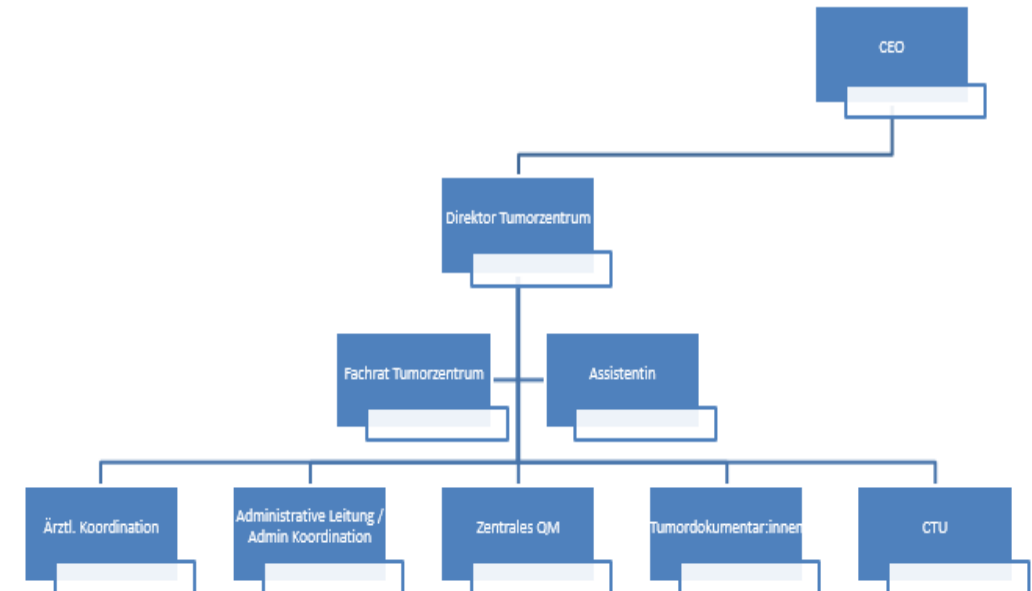 CEO
Direktor Tumorzentrum
Fachrat Tumorzentrum
Assistentin
Ärztl. Koordination
Administrative Leitung /
Admin Koordination
Zentrales QM
Tumordokumentar:innen
CTU